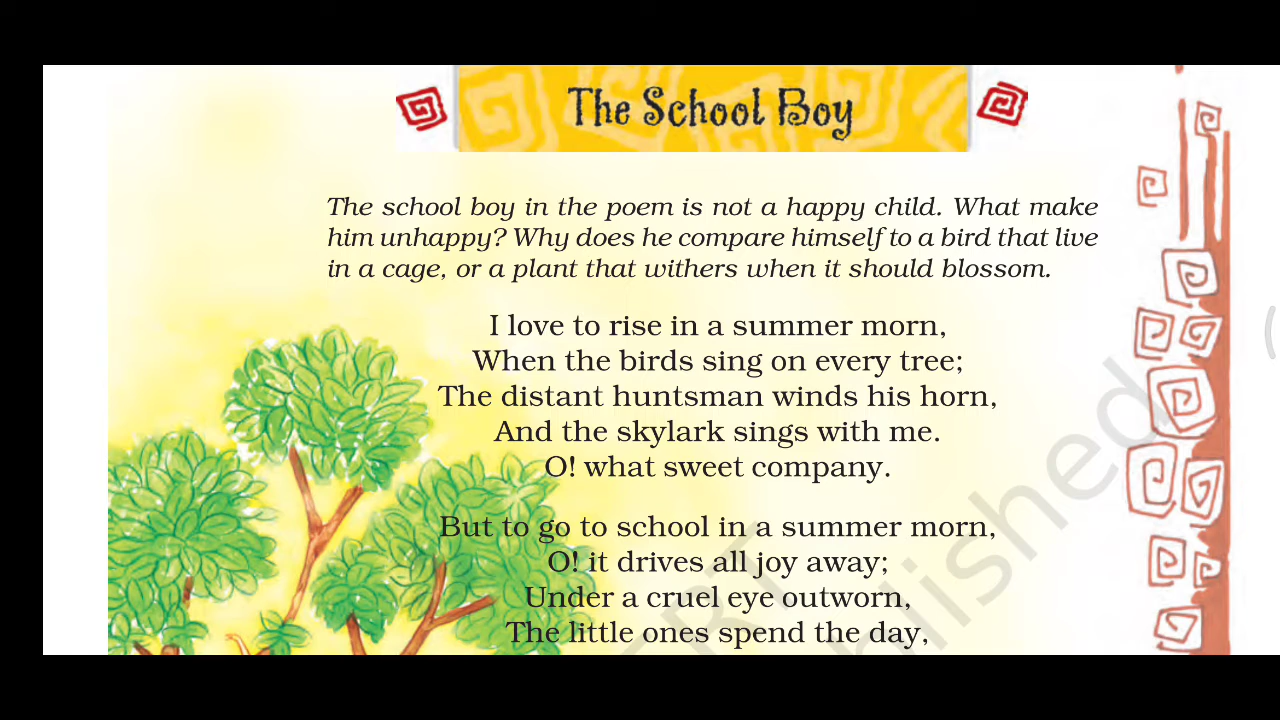 The School Boy
The school boy in the poem is not a happy child. What make
him unhappy? Why does he compare himself to a bird that live
in a cage, or a plant that withers when it should blossom.
I love to rise in a summer morn,
When the birds sing on every tree;
The distant huntsman winds his horn,
And the skylark sings with me.
O! what sweet company.
But to go to school in a summer morn,
O! it drives all joy away;
Under a cruel eye outworn,
The little ones spend the day,